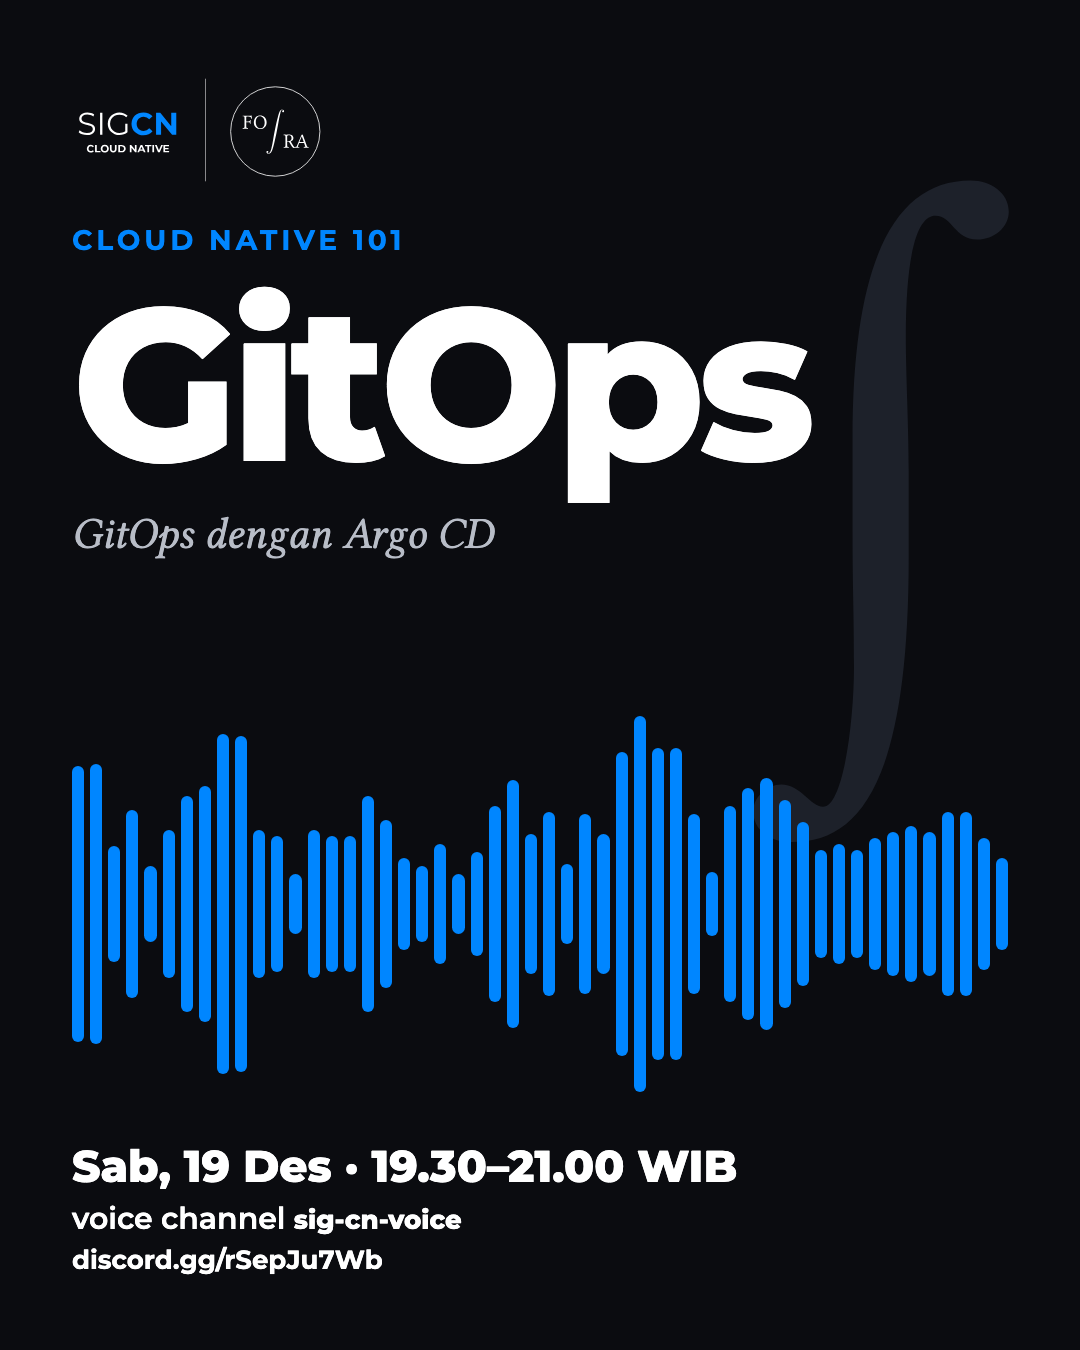 SIGCN
CLOUD NATIVE
FO∫RA
CLOUD NATIVE 101
GitOps
GitOps dengan Argo CD
Sab, 19 Des · 19.30–21.00 WIB
voice channel sig-cn-voice
discord.gg/rSepJu7Wb